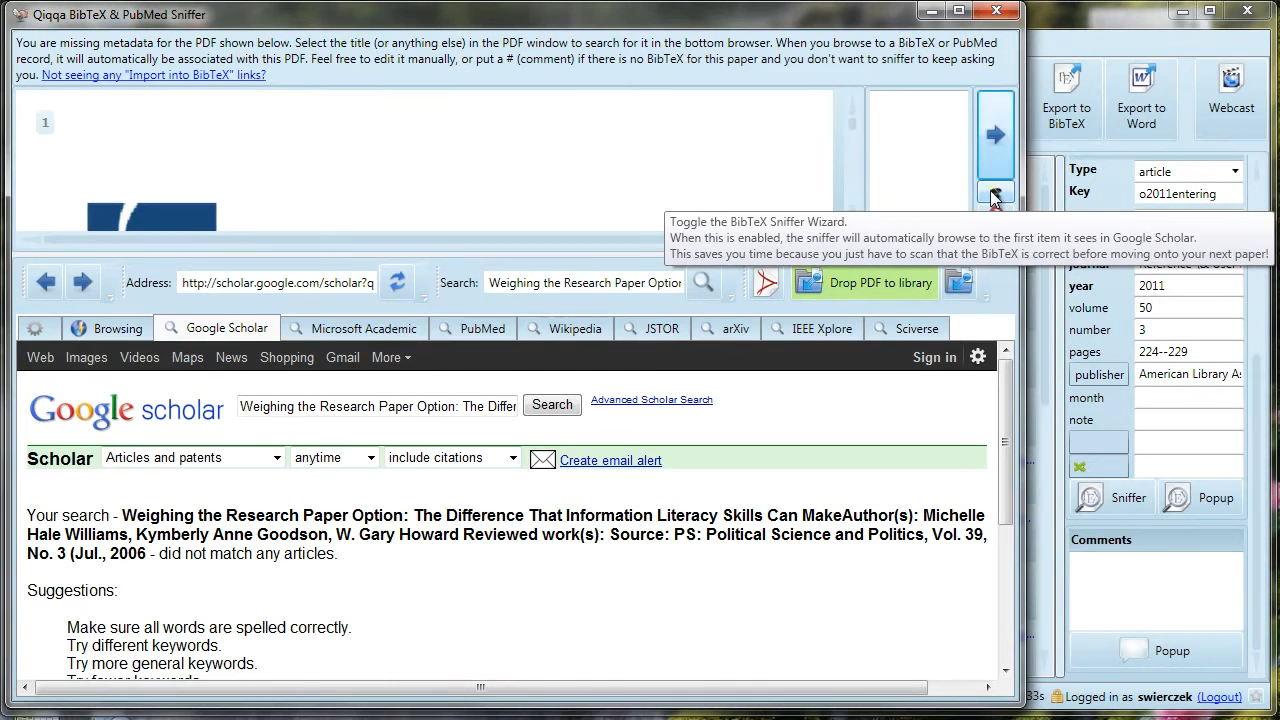 Qiqqa BibTeX & PubMed Sniffer
You are missing metadata for the PDF shown below. Select the title (or anything else) in the PDF window to search for it in the bottom browser. When you browse to a BibTeX or PubMed
record, it will automatically be associated with this PDF. Feel free to edit it manually, or put a # (comment) if there is no BibTeX for this paper and you don't want to sniffer to keep asking
you. Not seeing any "Import into BibTeX" links?
1
Toggle the BibTeX Sniffer Wizard.
When this is enabled, the sniffer will automatically browse to the first item it sees in Google Scholar.
This saves you time because you just have to scan that the BibTeX is correct before moving onto your next paper!
Address: http://scholar.google.com/scholar?q
Search: Weighing the Research Paper Option
Drop PDF to library
Browsing Google Scholar Microsoft Academic PubMed Wikipedia JSTOR arXiv IEEE Xplore Sciverse
Web Images Videos Maps News Shopping Gmail More Sign in
Google scholar Weighing the Research Paper Option: The Differ Search Advanced Scholar Search
Scholar Articles and patents anytime include citations Create email alert
Your search - Weighing the Research Paper Option: The Difference That Information Literacy Skills Can MakeAuthor(s): Michelle
Hale Williams, Kymberly Anne Goodson, W. Gary Howard Reviewed work(s): Source: PS: Political Science and Politics, Vol. 39,
No. 3 (Jul., 2006 - did not match any articles.
Suggestions:
Make sure all words are spelled correctly.
Try different keywords.
Try more general keywords.
Export to BibTex
Export to Word
Webcast
Type article
Key o2011entering
year 2011
volume 50
number 3
pages 224--229
publisher American Library As
month
note
Sniffer Popup
Comments
Popup
33s Logged in as swierczek (Logout)